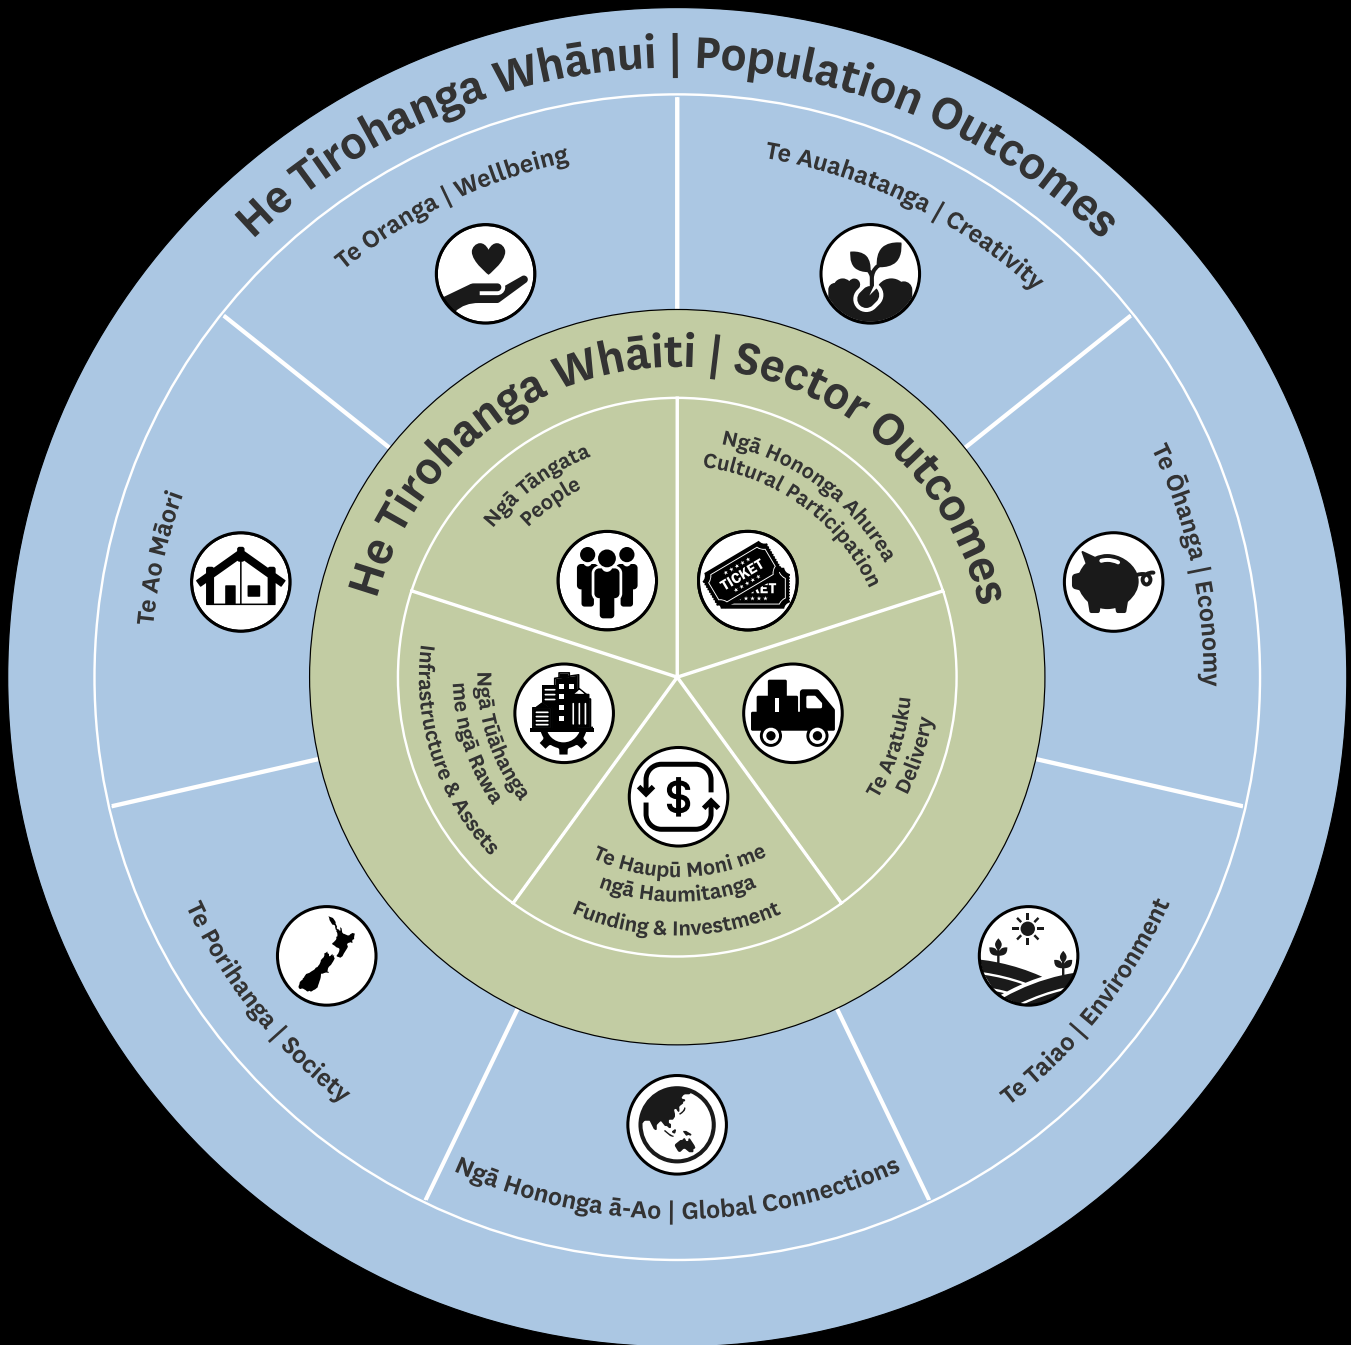 He Tirohanga Whānui | Population Outcomes
Te Oranga | Wellbeing
Te Auahatanga | Creativity
Te Ōhanga | Economy
Te Taiao | Environment
Ngā Hononga ā-Ao | Global Connections
Te Porihanga | Society
Te Ao Māori
He Tirohanga Whāiti | Sector Outcomes
Ngā Tāngata
People
Ngā Hononga Ahurea
Cultural Participation
TICKET
KET
Te Aratuku
Delivery
$
Te Haupū Moni me
ngā Haumitanga
Funding & Investment
Ngā Tūāhanga
me ngā Rawa
Infrastructure & Assets